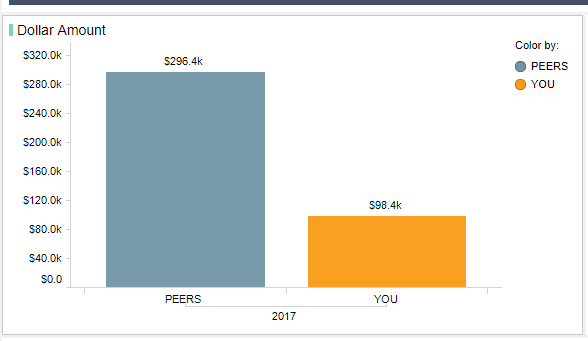 Dollar Amount
Color by:
PEERS
YOU
$320.0k
$280.0k
$240.0k
$200.0k
$160.0k
$120.0k
$80.0k
$40.0k
$0.0
$296.4k
$98.4k
PEERS YOU
2017